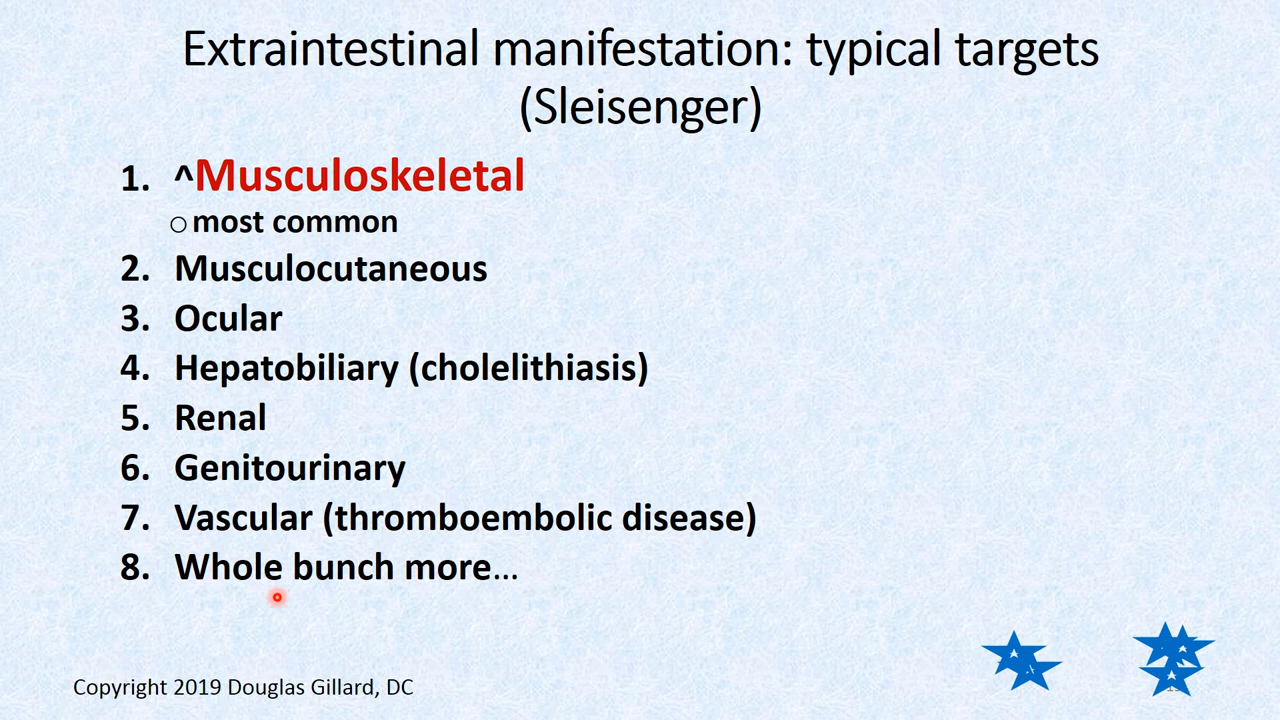 Extraintestinal manifestation: typical targets
(Sleisenger)
1. ^Musculoskeletal
○ most common
2. Musculocutaneous
3. Ocular
4. Hepatobiliary (cholelithiasis)
5. Renal
6. Genitourinary
7. Vascular (thromboembolic disease)
8. Whole bunch more...
Copyright 2019 Douglas Gillard, DC